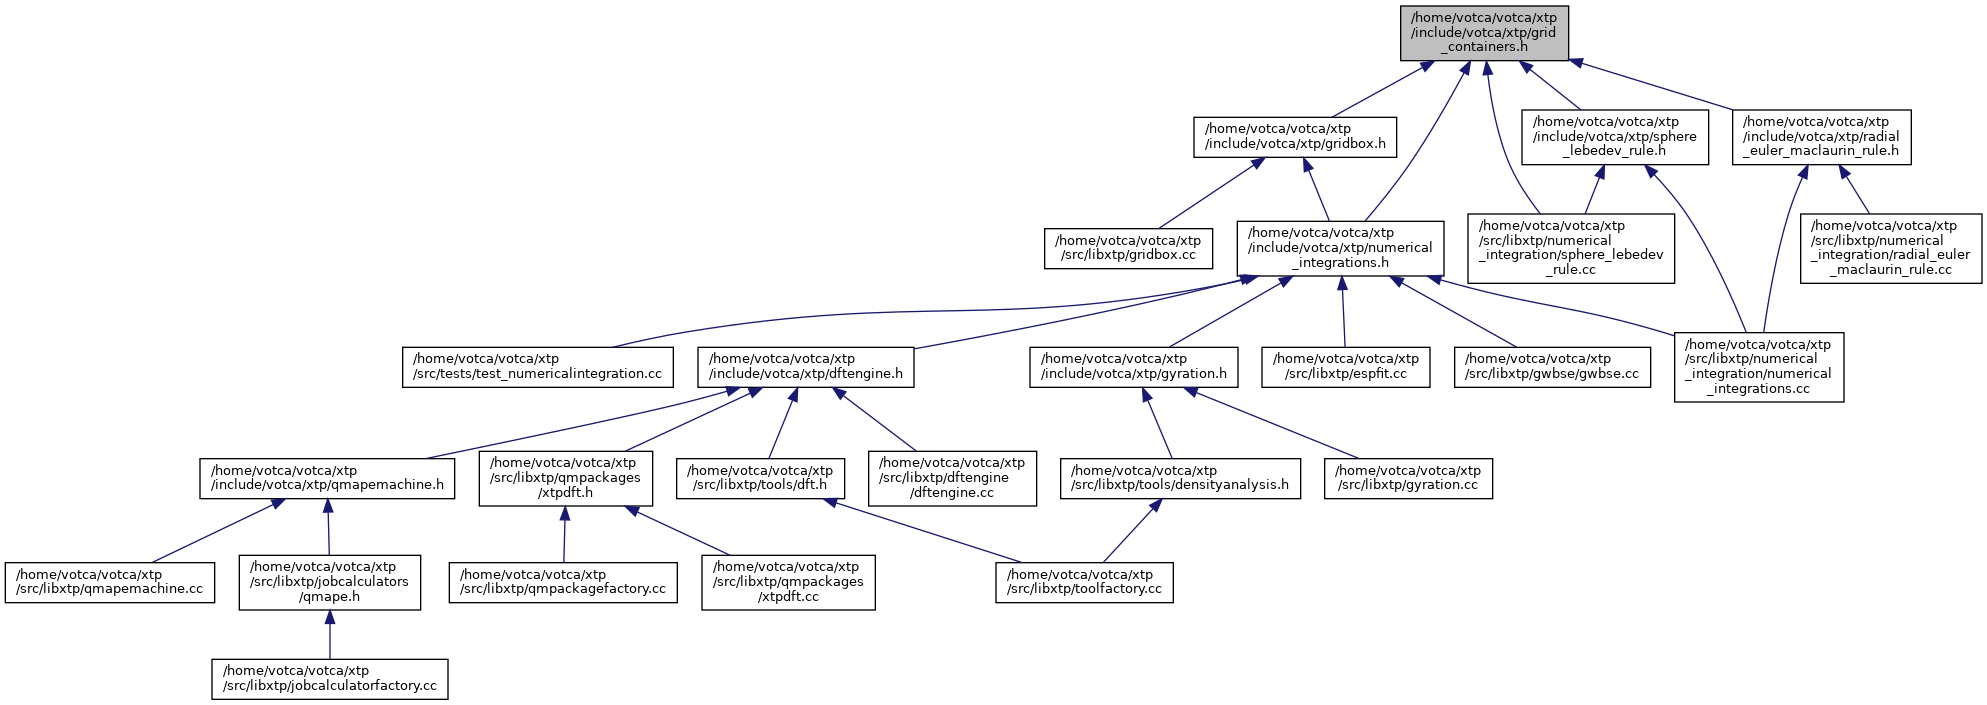 /home/votca/votca/xtp
/include/votca/xtp/grid
_containers.h
/home/votca/votca/xtp
/include/votca/xtp/gridbox.h
/home/votca/votca/xtp
/include/votca/xtp/sphere
_lebedev_rule.h
/home/votca/votca/xtp
/include/votca/xtp/radial
_euler_maclaurin_rule.h
/home/votca/votca/xtp
/src/libxtp/gridbox.cc
/home/votca/votca/xtp
/include/votca/xtp/numerical
_integrations.h
/home/votca/votca/xtp
/src/libxtp/numerical
_integration/sphere_lebedev
_rule.cc
/home/votca/votca/xtp
/src/libxtp/numerical
_integration/radial_euler
_maclaurin_rule.cc
/home/votca/votca/xtp
/src/tests/test_numericalintegration.cc
/home/votca/votca/xtp
/include/votca/xtp/dftengine.h
/home/votca/votca/xtp
/include/votca/xtp/gyration.h
/home/votca/votca/xtp
/src/libxtp/espfit.cc
/home/votca/votca/xtp
/src/libxtp/gwbse/gwbse.cc
/home/votca/votca/xtp
/src/libxtp/numerical
_integration/numerical
_integrations.cc
/home/votca/votca/xtp
/include/votca/xtp/qmapemachine.h
/home/votca/votca/xtp
/src/libxtp/qmpackages
/xtpdft.h
/home/votca/votca/xtp
/src/libxtp/tools/dft.h
/home/votca/votca/xtp
/src/libxtp/dftengine
/dftengine.cc
/home/votca/votca/xtp
/src/libxtp/tools/densityanalysis.h
/home/votca/votca/xtp
/src/libxtp/gyration.cc
/home/votca/votca/xtp
/src/libxtp/qmapemachine.cc
/home/votca/votca/xtp
/src/libxtp/jobcalculators
/qmape.h
/home/votca/votca/xtp
/src/libxtp/qmpackagefactory.cc
/home/votca/votca/xtp
/src/libxtp/qmpackages
/xtpdft.cc
/home/votca/votca/xtp
/src/libxtp/toolfactory.cc
/home/votca/votca/xtp
/src/libxtp/jobcalculatorfactory.cc